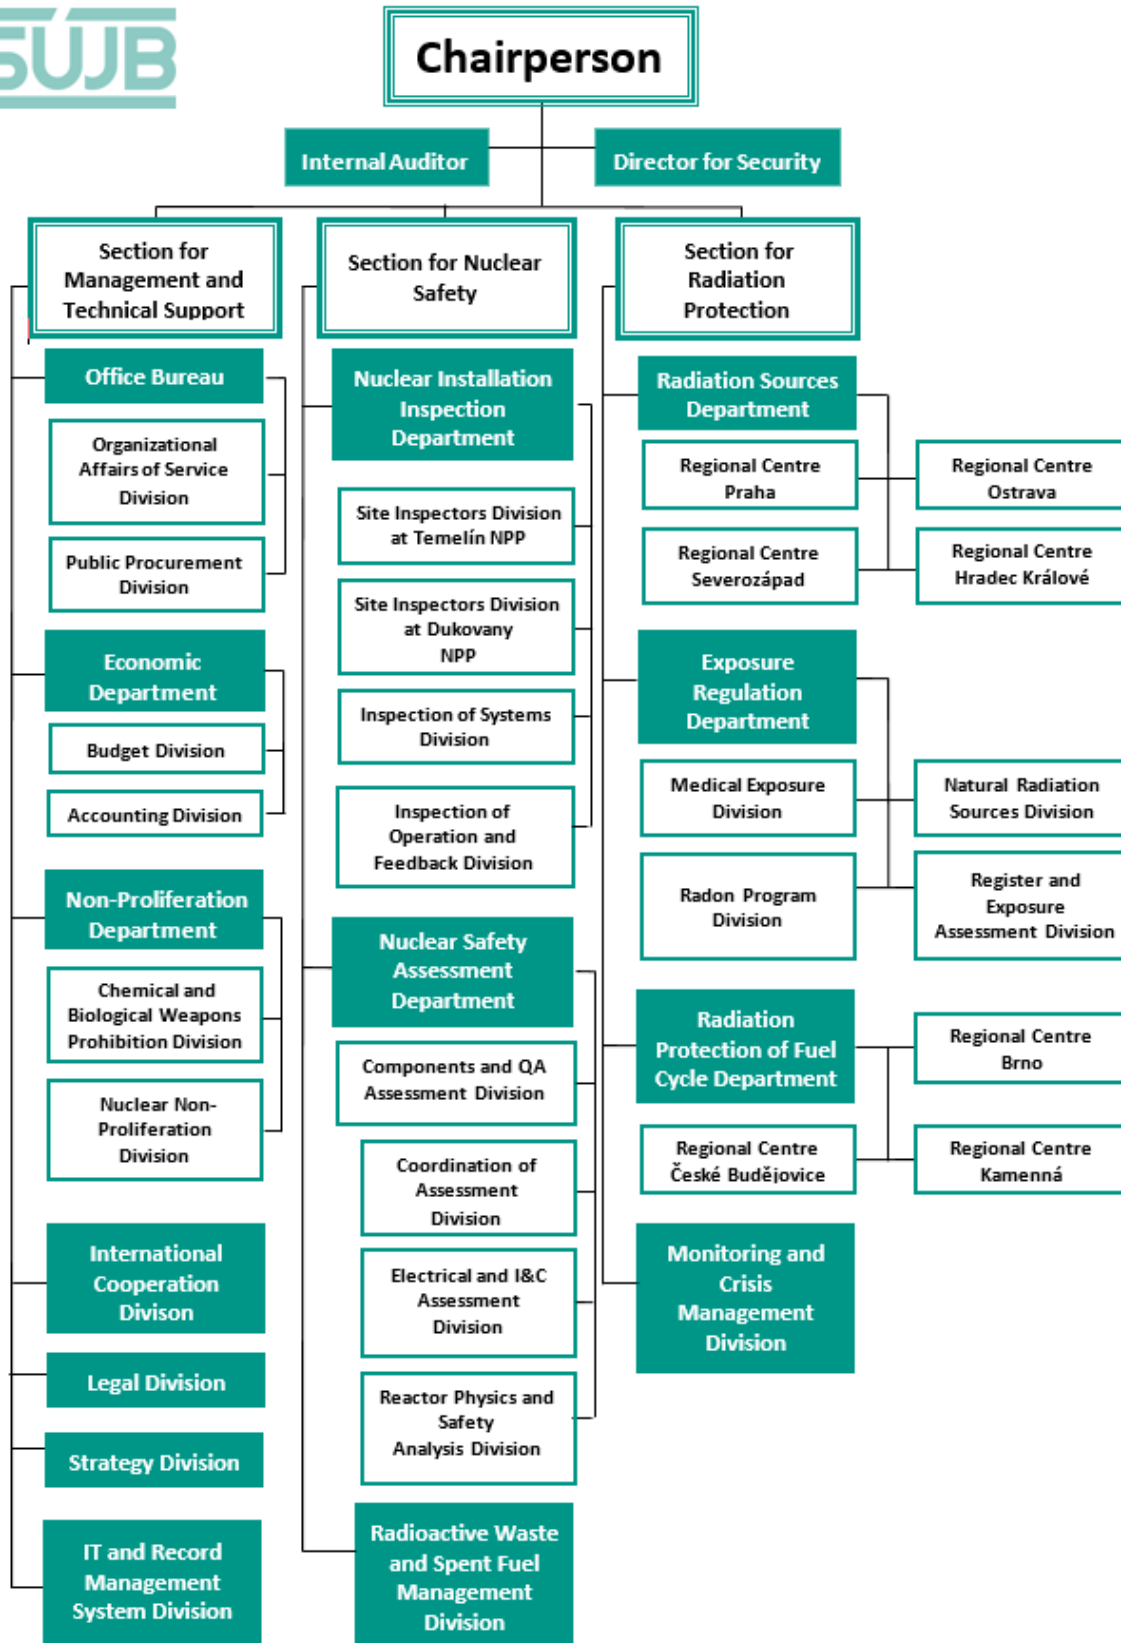 SÚJB
Chairperson
Internal Auditor
Director for Security
Section for
Management and
Technical Support
Office Bureau
Organizational
Affairs of Service
Division
Public Procurement
Division
Economic
Department
Budget Division
Accounting Division
Non-Proliferation
Department
Chemical and
Biological Weapons
Prohibition Division
Nuclear Non-
Proliferation
Division
International
Cooperation
Divison
Legal Division
Strategy Division
IT and Record
Management
System Division
Section for Nuclear
Safety
Nuclear Installation
Inspection
Department
Site Inspectors Division
at Temelín NPP
Site Inspectors Division
at Dukovany
NPP
Inspection of Systems
Division
Inspection of
Operation and
Feedback Division
Nuclear Safety
Assessment
Department
Components and QA
Assessment Division
Coordination of
Assessment
Division
Electrical and I&C
Assessment
Division
Reactor Physics and
Safety
Analysis Division
Radioactive Waste
and Spent Fuel
Management
Division
Section for
Radiation
Protection
Radiation Sources
Department
Regional Centre
Praha
Regional Centre
Ostrava
Regional Centre
Severozápad
Regional Centre
Hradec Králové
Exposure
Regulation
Department
Medical Exposure
Division
Natural Radiation
Sources Division
Radon Program
Division
Register and
Exposure
Assessment Division
Radiation
Protection of Fuel
Cycle Department
Regional Centre
Brno
Regional Centre
České Budějovice
Regional Centre
Kamenná
Monitoring and
Crisis
Management
Division